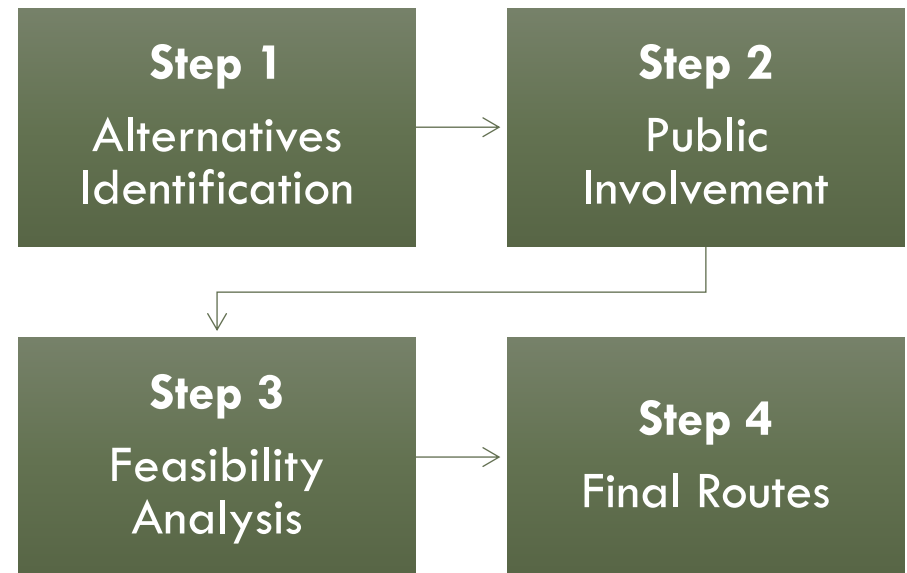 Step 1
Alternatives
Identification
Step 2
Public
Involvement
Step 3
Feasibility
Analysis
Step 4
Final Routes